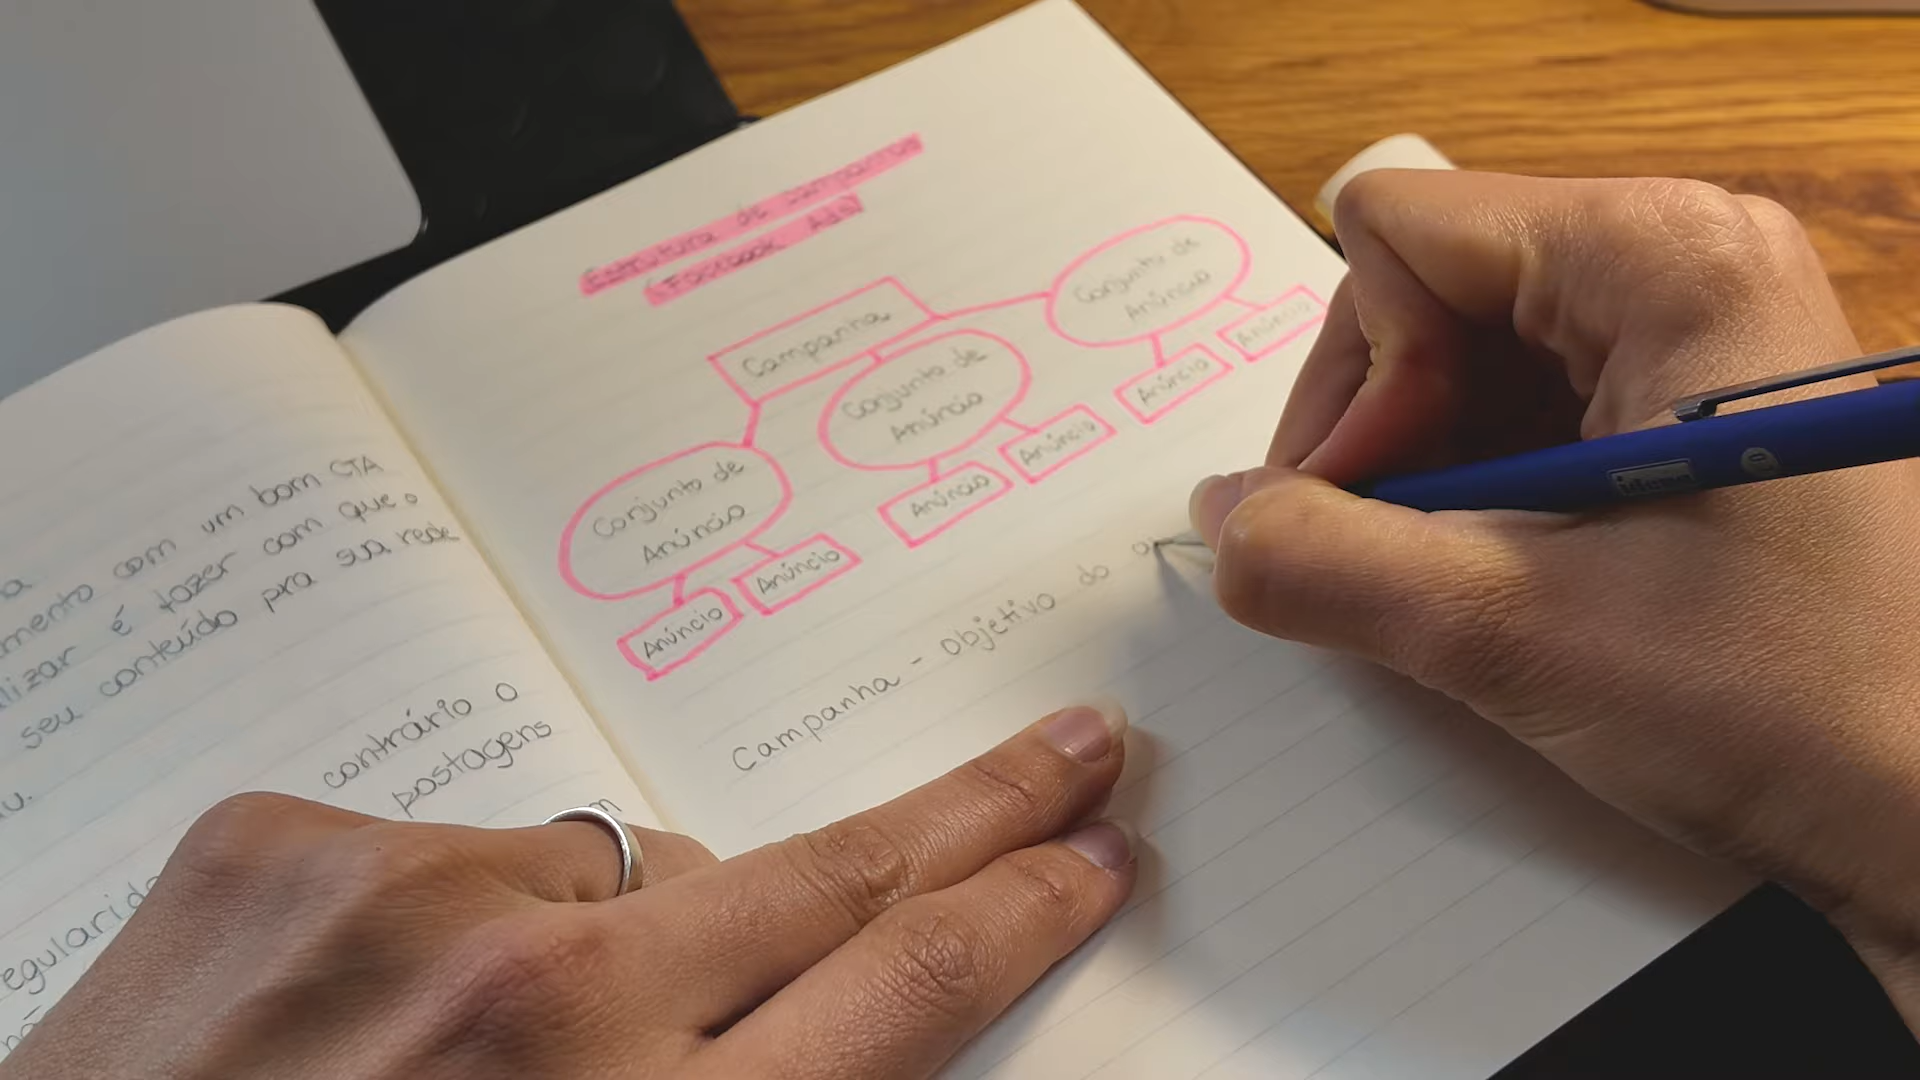 um bom CTA
mento com
lizar é fazer com que o
seu conteúdo pra sua rede
contrário o
postagens
Estrutura de Campanha
(Facebook Ads)
Campanha
Conjunto de
Anúncio
Anúncio
Anúncio
Conjunto de
Anúncio
Anúncio
Anúncio
Conjunto de
Anúncio
Anúncio
Anúncio
Campanha - Objetivo do